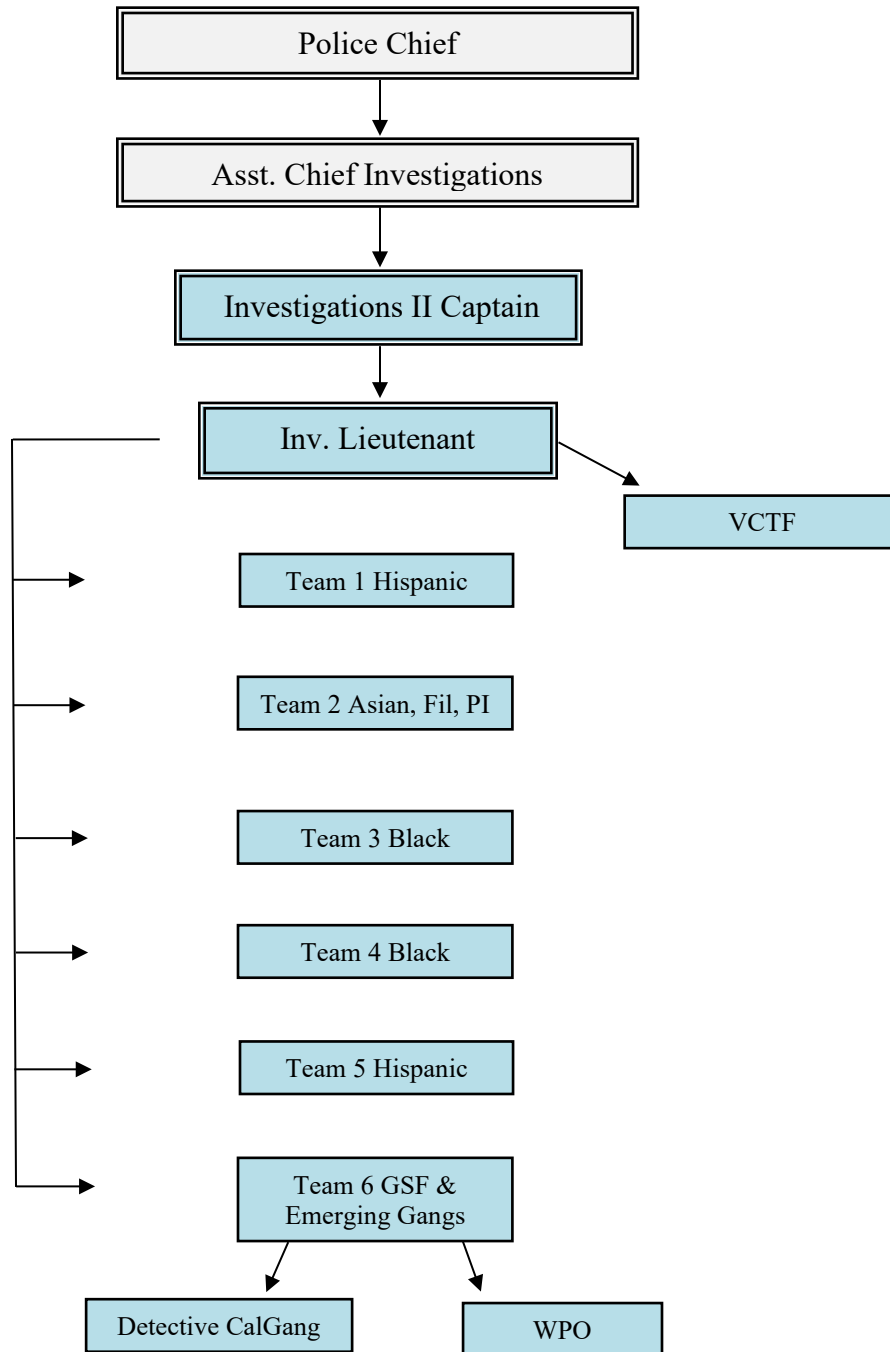 Police Chief
Asst. Chief Investigations
Investigations II Captain
Inv. Lieutenant
VCTF
Team 1 Hispanic
Team 2 Asian, Fil, PI
Team 3 Black
Team 4 Black
Team 5 Hispanic
Team 6 GSF &
Emerging Gangs
Detective CalGang
WPO